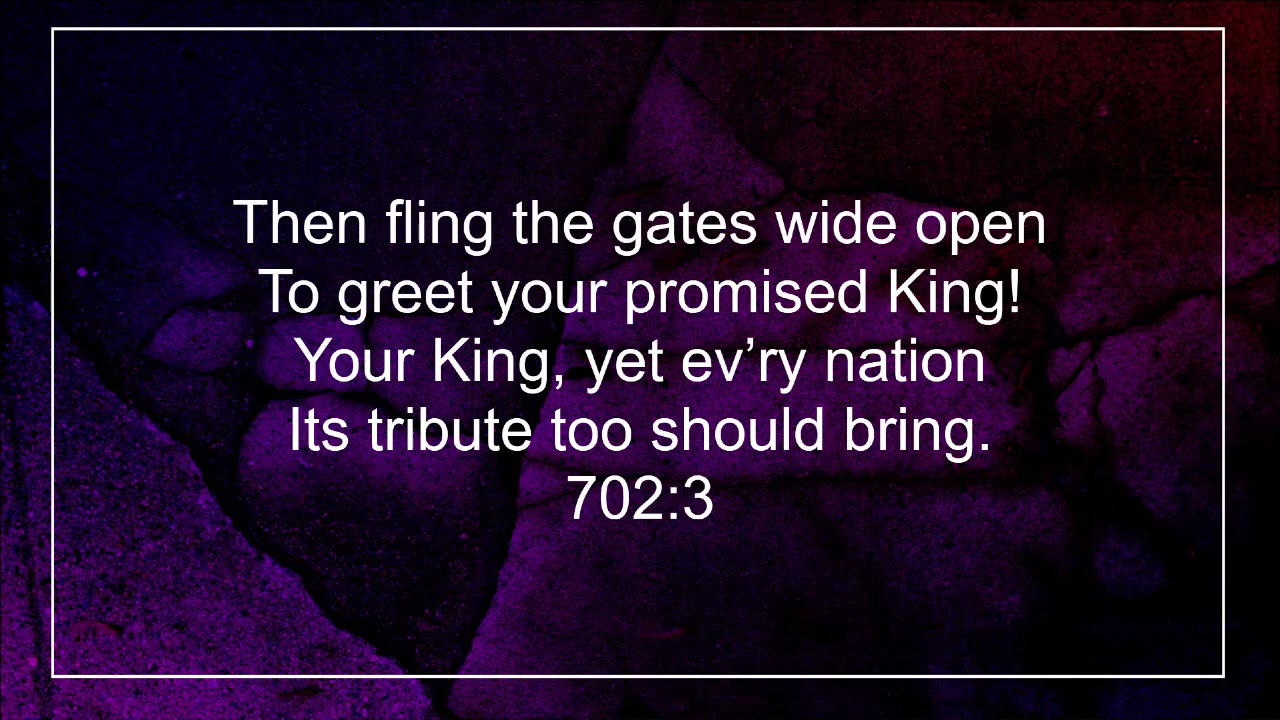 Then fling the gates wide open
To greet your promised King!
Your King, yet ev’ry nation
Its tribute too should bring.
702:3